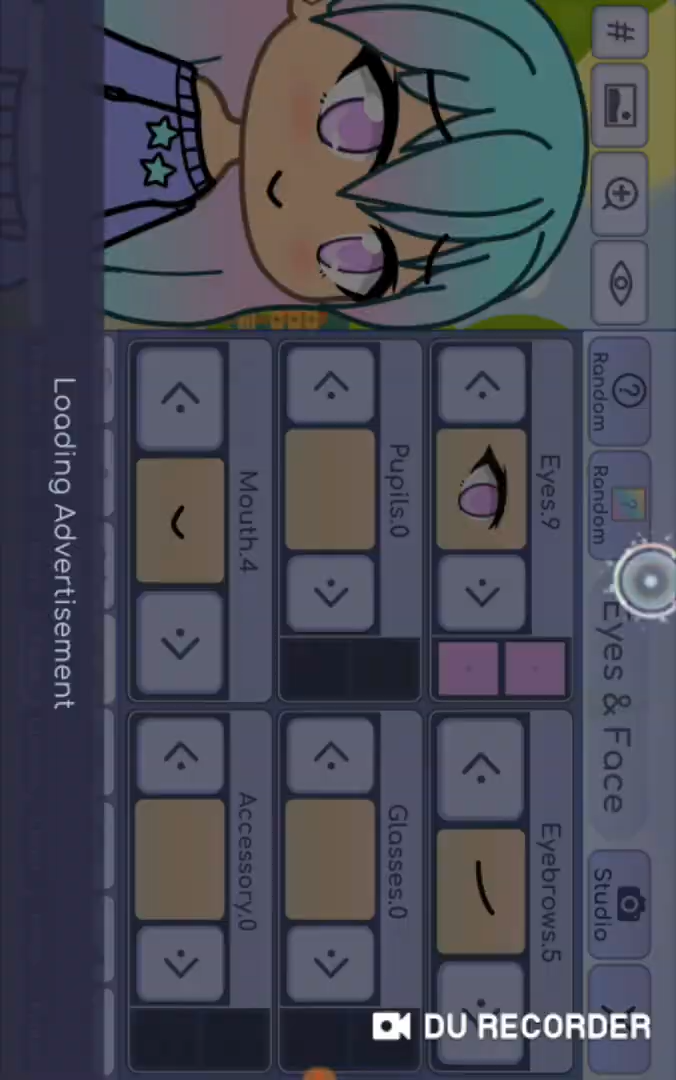 #
? Random
? Random
Eyes & Face
Studio
Eyes.9
Eyebrows.5
Pupils.0
Glasses.0
Mouth.4
Accessory.0
Loading Advertisement
DU RECORDER